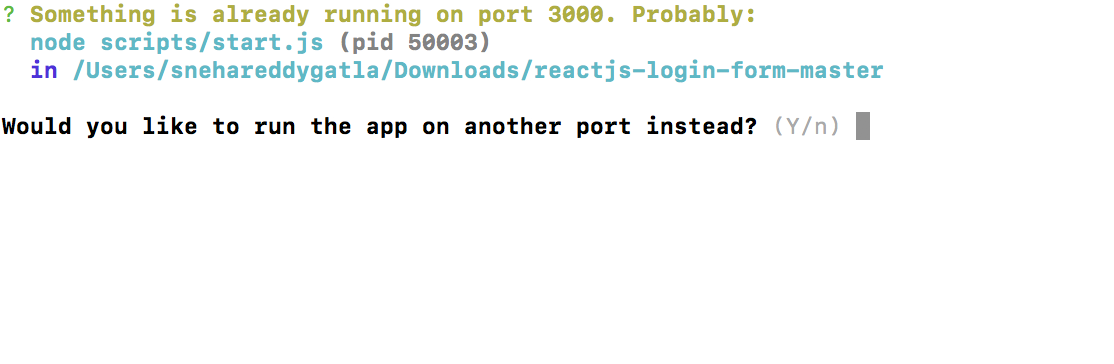 ? Something is already running on port 3000. Probably:
node scripts/start.js (pid 50003)
in /Users/snehareddygatla/Downloads/reactjs-login-form-master
Would you like to run the app on another port instead? (Y/n)